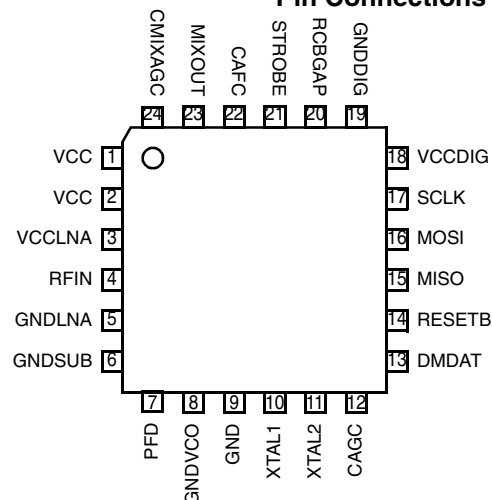 Pin Connections
CMIXAGC
MIXOUT
CAFC
STROBE
RCBGAP
GNDDIG
24 23 22 21 20 19
VCC 1
VCC 2
VCCLNA 3
RFIN 4
GNDLNA 5
GNDSUB 6
18 VCCDIG
17 SCLK
16 MOSI
15 MISO
14 RESETB
13 DMDAT
7 8 9 10 11 12
PFD
GNDVCO
GND
XTAL1
XTAL2
CAGC